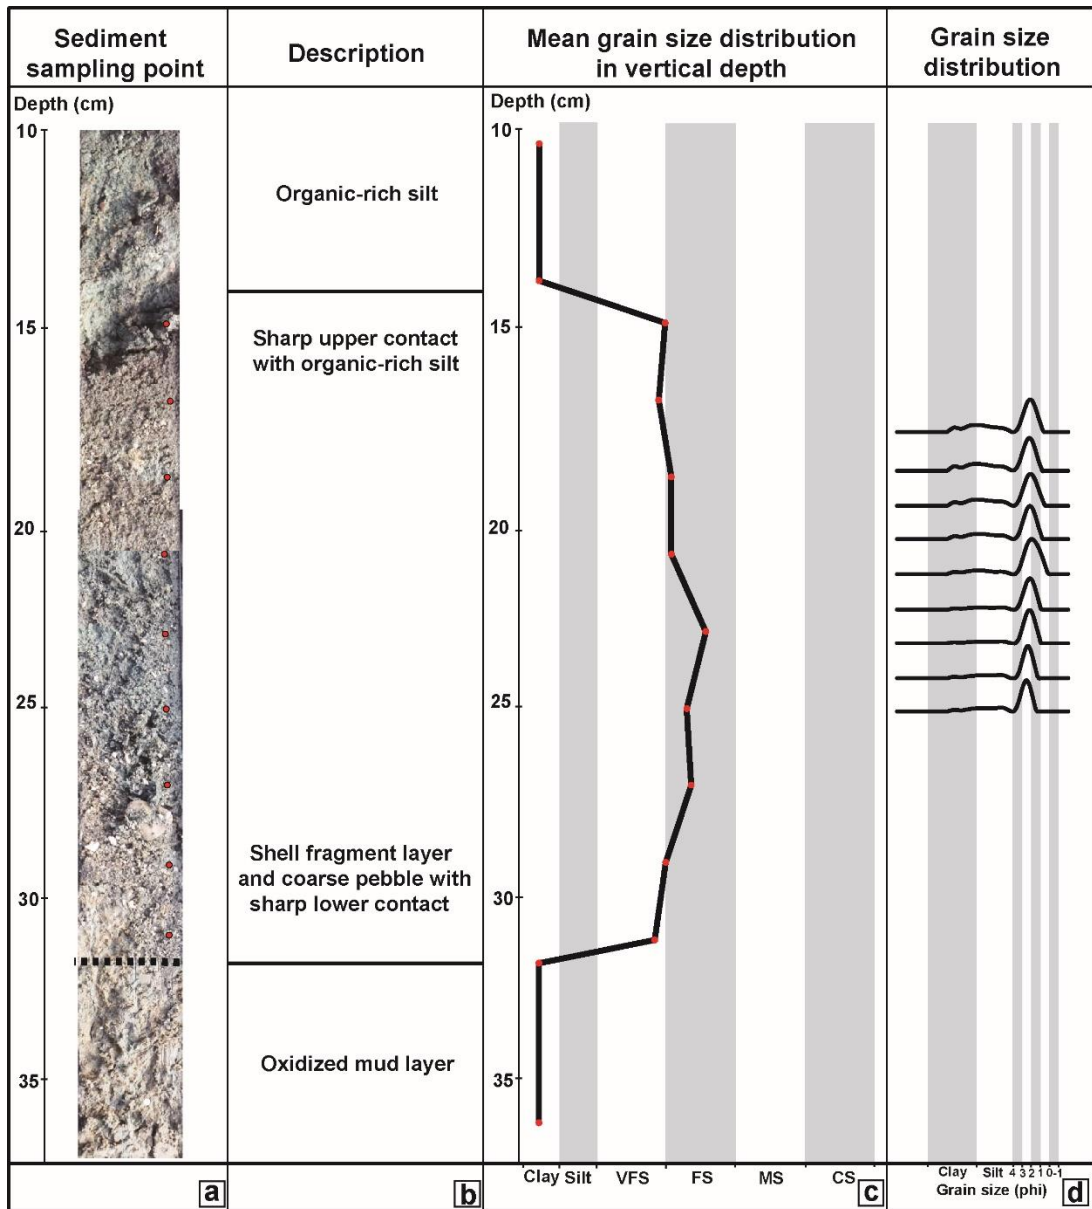 Sediment
sampling point
Description
Mean grain size distribution
in vertical depth
Grain size
distribution
Depth (cm)
10
15
20
25
30
35
Organic-rich silt
Sharp upper contact
with organic-rich silt
Shell fragment layer
and coarse pebble with
sharp lower contact
Oxidized mud layer
Depth (cm)
10
15
20
25
30
35
Clay Silt VFS FS MS CS
Clay Silt 4 3 2 1 0 -1
Grain size (phi)
a
b
c
d